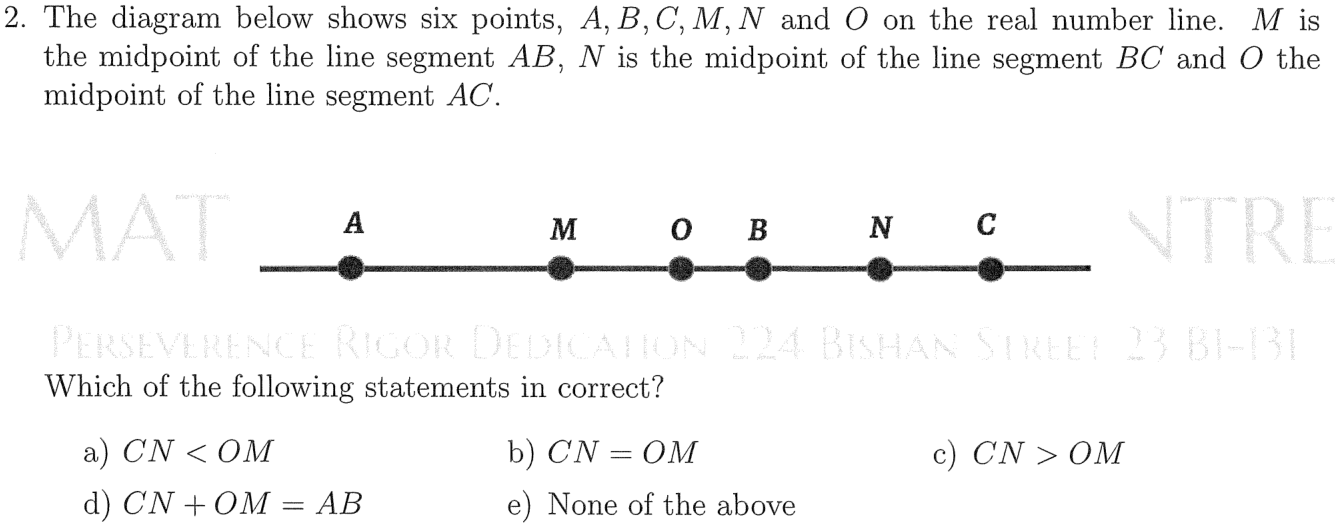 2. The diagram below shows six points, A, B, C, M, N and O on the real number line. M is
the midpoint of the line segment AB, N is the midpoint of the line segment BC and O the
midpoint of the line segment AC.
MAT NTRE
A M O B N C
PERSEVERENCE RIGOR DEDICATION 224 BISHAN STREET 23 B1-131
Which of the following statements in correct?
a) CN < OM b) CN = OM c) CN > OM
d) CN + OM = AB e) None of the above